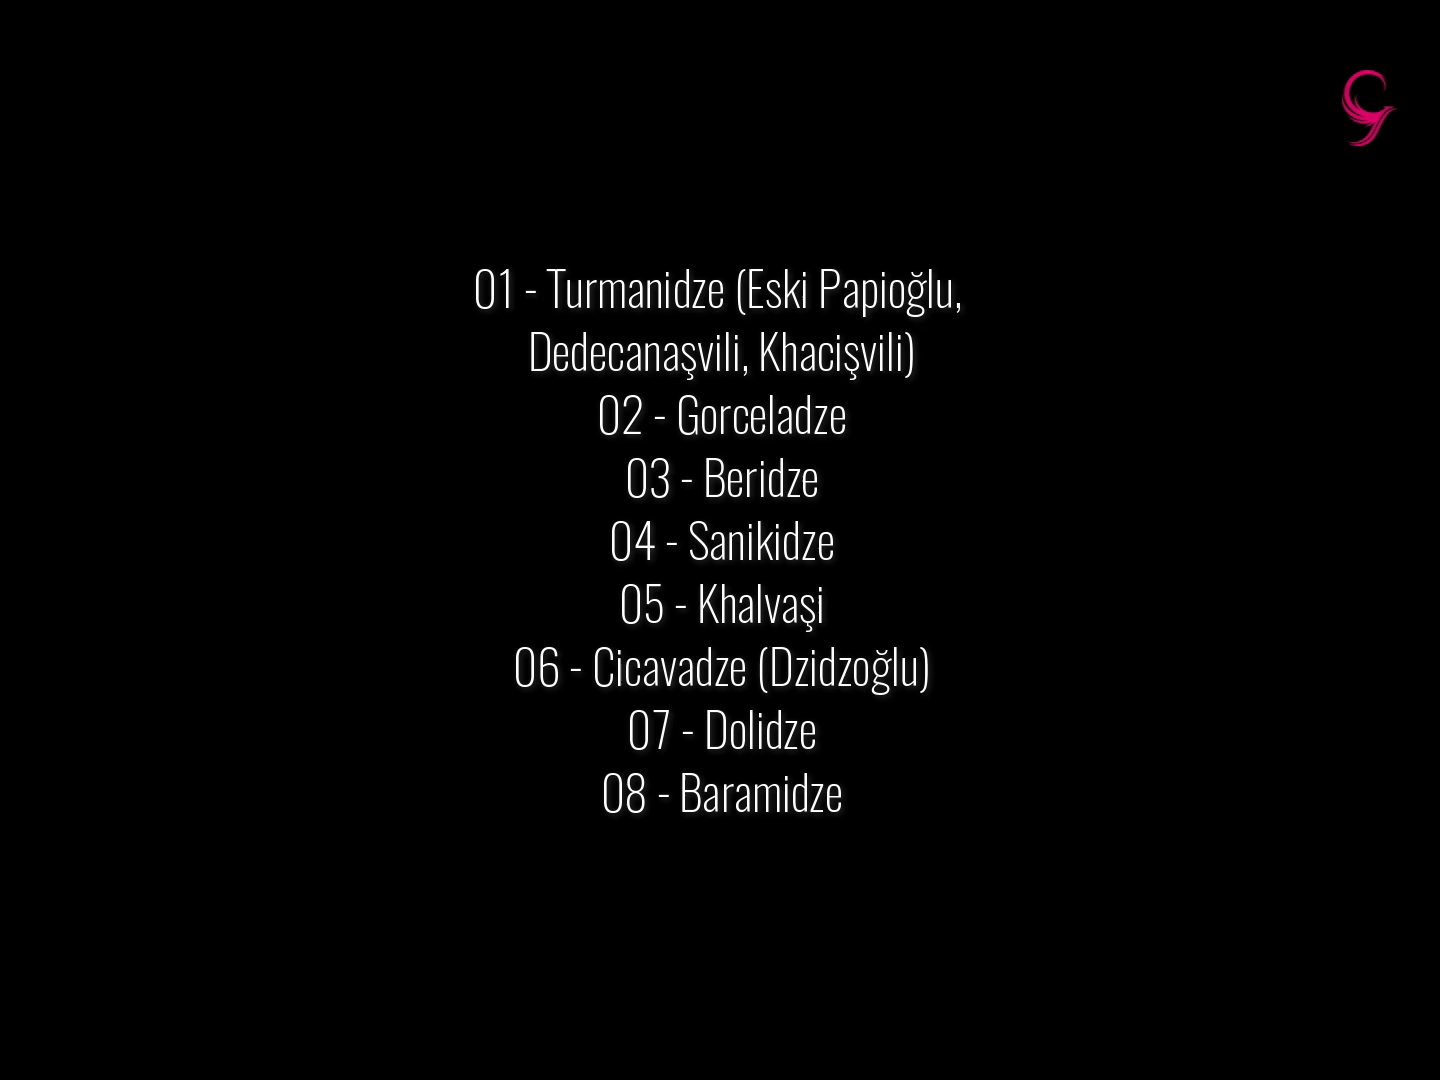 01 - Turmanidze (Eski Papioğlu,
Dedecanaşvili, Khacişvili)
02 - Gorceladze
03 - Beridze
04 - Sanikidze
05 - Khalvaşi
06 - Cicavadze (Dzidzoğlu)
07 - Dolidze
08 - Baramidze